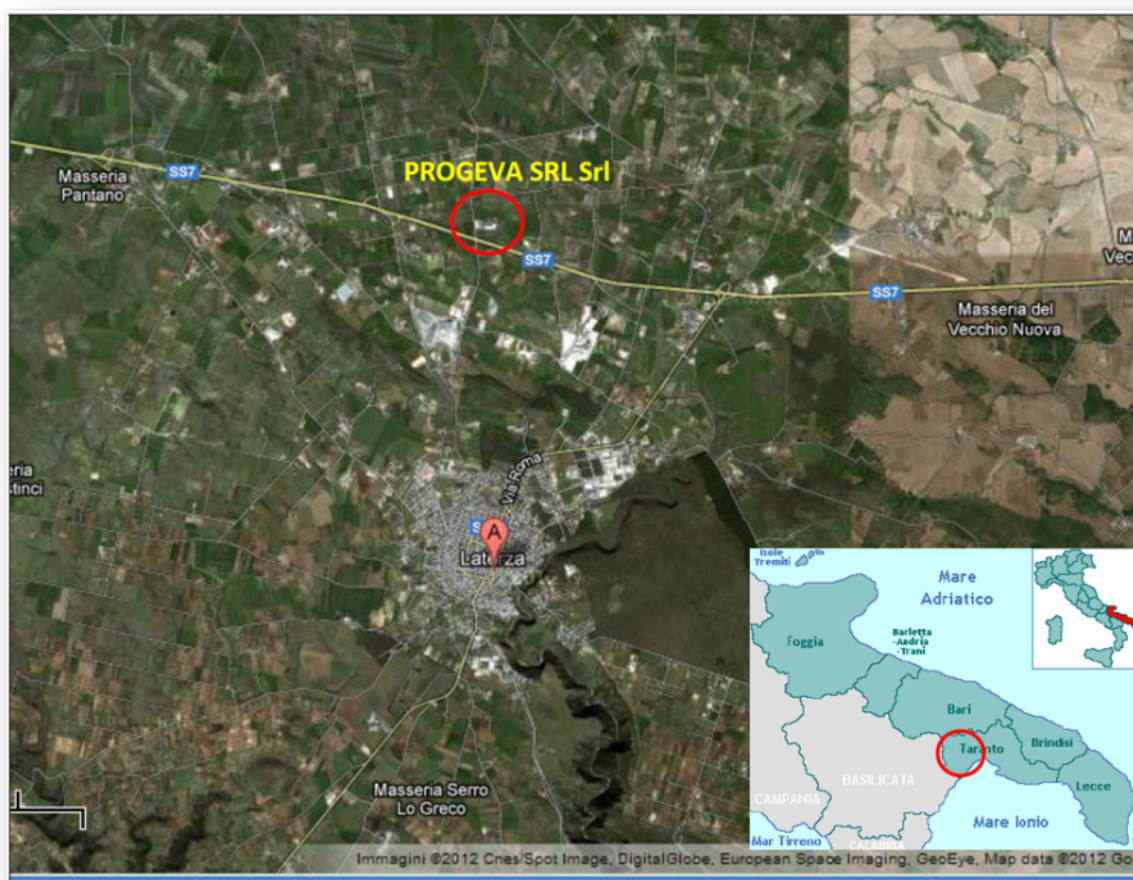 PROGEVA SRL Srl
SS7
Masseria
Pantano
SS7
SS7
Masseria del
Vecchio Nuova
Via Roma
A
Laterza
Masseria Serro
Lo Greco
Isole
Tremiti
Mare
Adriatico
Foggia
Barletta
-Andria
-Trani
Bari
Taranto
Brindisi
BASILICATA
Lecce
CAMPANIA
Mare Ionio
Mar Tirreno
CALABRIA
Immagini ©2012 Cnes/Spot Image, DigitalGlobe, European Space Imaging, GeoEye, Map data ©2012 Go